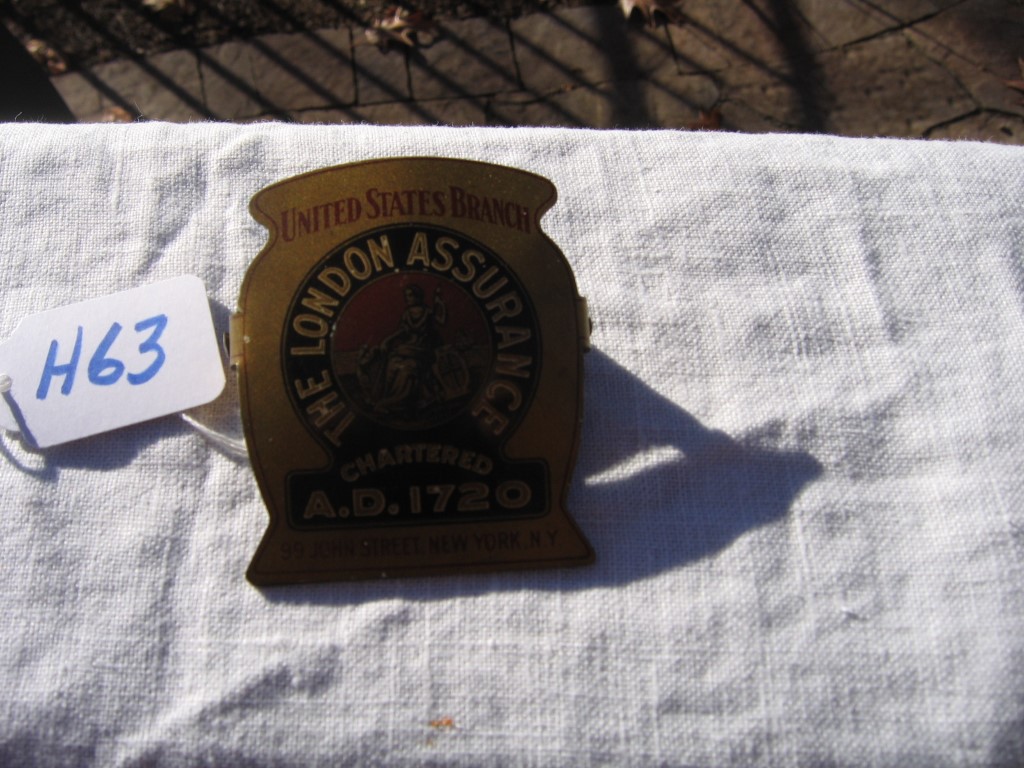 UNITED STATES BRANCH
THE LONDON ASSURANCE
CHARTERED
A.D. 1720
99 JOHN STREET, NEW YORK, N.Y.
H63